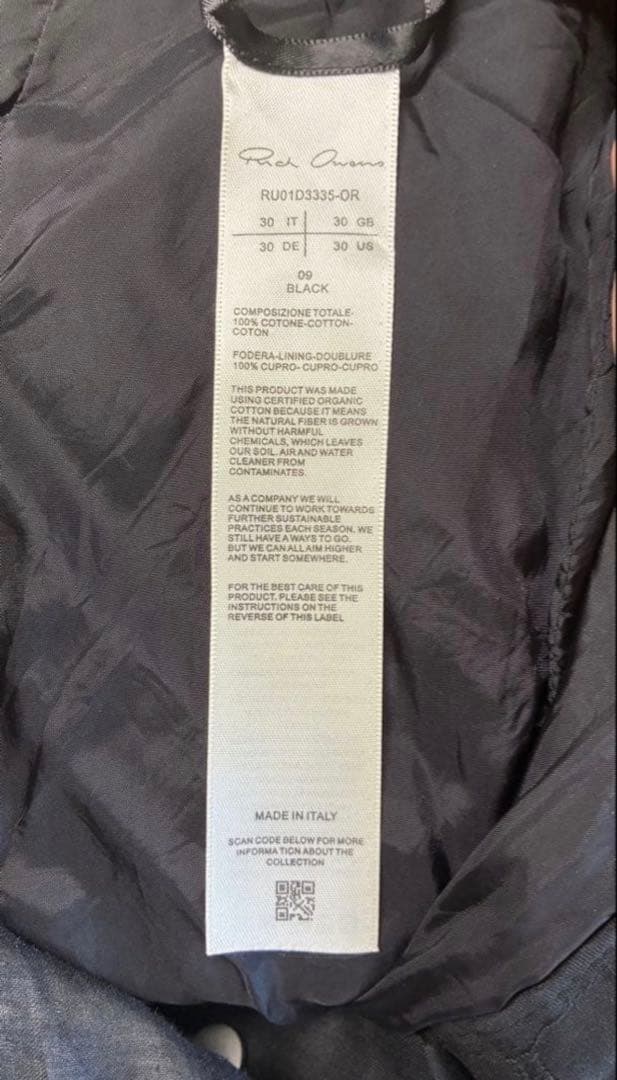 Rick Owens
RU01D3335-OR
30 IT 30 GB
30 DE 30 US
09
BLACK
COMPOSIZIONE TOTALE-
100% COTONE-COTTON-
COTON
FODERA-LINING-DOUBLURE
100% CUPRO- CUPRO-CUPRO
THIS PRODUCT WAS MADE
USING CERTIFIED ORGANIC
COTTON BECAUSE IT MEANS
THE NATURAL FIBER IS GROWN
WITHOUT HARMFUL
CHEMICALS, WHICH LEAVES
OUR SOIL, AIR AND WATER
CLEANER FROM
CONTAMINATES.
AS A COMPANY WE WILL
CONTINUE TO WORK TOWARDS
FURTHER SUSTAINABLE
PRACTICES EACH SEASON. WE
STILL HAVE A WAYS TO GO.
BUT WE CAN ALL AIM HIGHER
AND START SOMEWHERE.
FOR THE BEST CARE OF THIS
PRODUCT. PLEASE SEE THE
INSTRUCTIONS ON THE
REVERSE OF THIS LABEL
MADE IN ITALY
SCAN CODE BELOW FOR MORE
INFORMATION ABOUT THE
COLLECTION